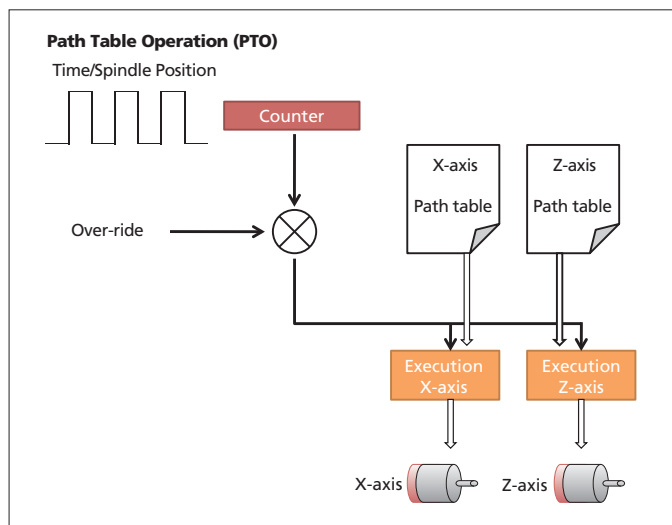 Path Table Operation (PTO)
Time/Spindle Position
Counter
X-axis
Path table
Z-axis
Path table
Over-ride
Execution
X-axis
Execution
Z-axis
X-axis
Z-axis